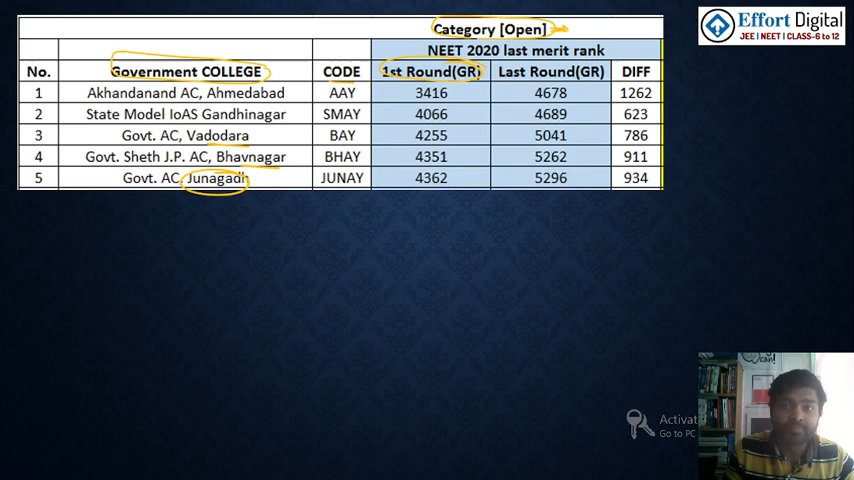 Category [Open]
NEET 2020 last merit rank
No. Government COLLEGE CODE 1st Round(GR) Last Round(GR) DIFF
1 Akhandanand AC, Ahmedabad AAY 3416 4678 1262
2 State Model IoAS Gandhinagar SMAY 4066 4689 623
3 Govt. AC, Vadodara BAY 4255 5041 786
4 Govt. Sheth J.P. AC, Bhavnagar BHAY 4351 5262 911
5 Govt. AC, Junagadh JUNAY 4362 5296 934
Effort Digital
JEE | NEET | CLASS-6 to 12
Activat
Go to PC
can!